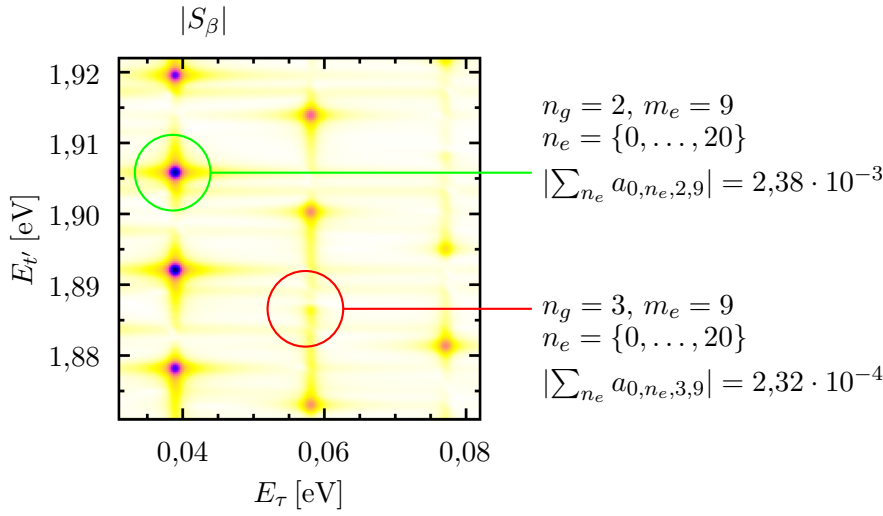 |S_β|
1,92
1,91
1,90
1,89
1,88
E_{t'} [eV]
0,04
0,06
0,08
E_τ [eV]
n_g = 2, m_e = 9
n_e = {0, . . . , 20}
|∑_{n_e} a_{0,n_e,2,9}| = 2,38 · 10^{-3}
n_g = 3, m_e = 9
n_e = {0, . . . , 20}
|∑_{n_e} a_{0,n_e,3,9}| = 2,32 · 10^{-4}